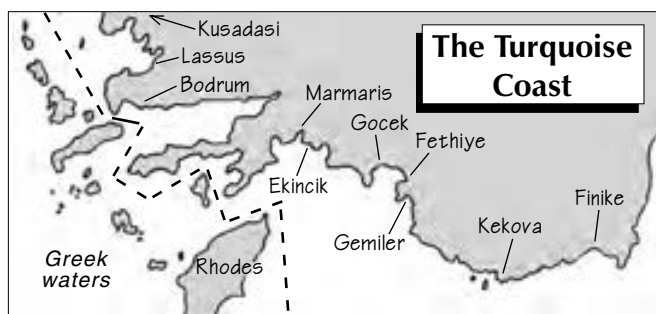 The Turquoise
Coast
Kusadasi
Lassus
Bodrum
Marmaris
Gocek
Fethiye
Ekincik
Gemiler
Kekova
Finike
Rhodes
Greek
waters